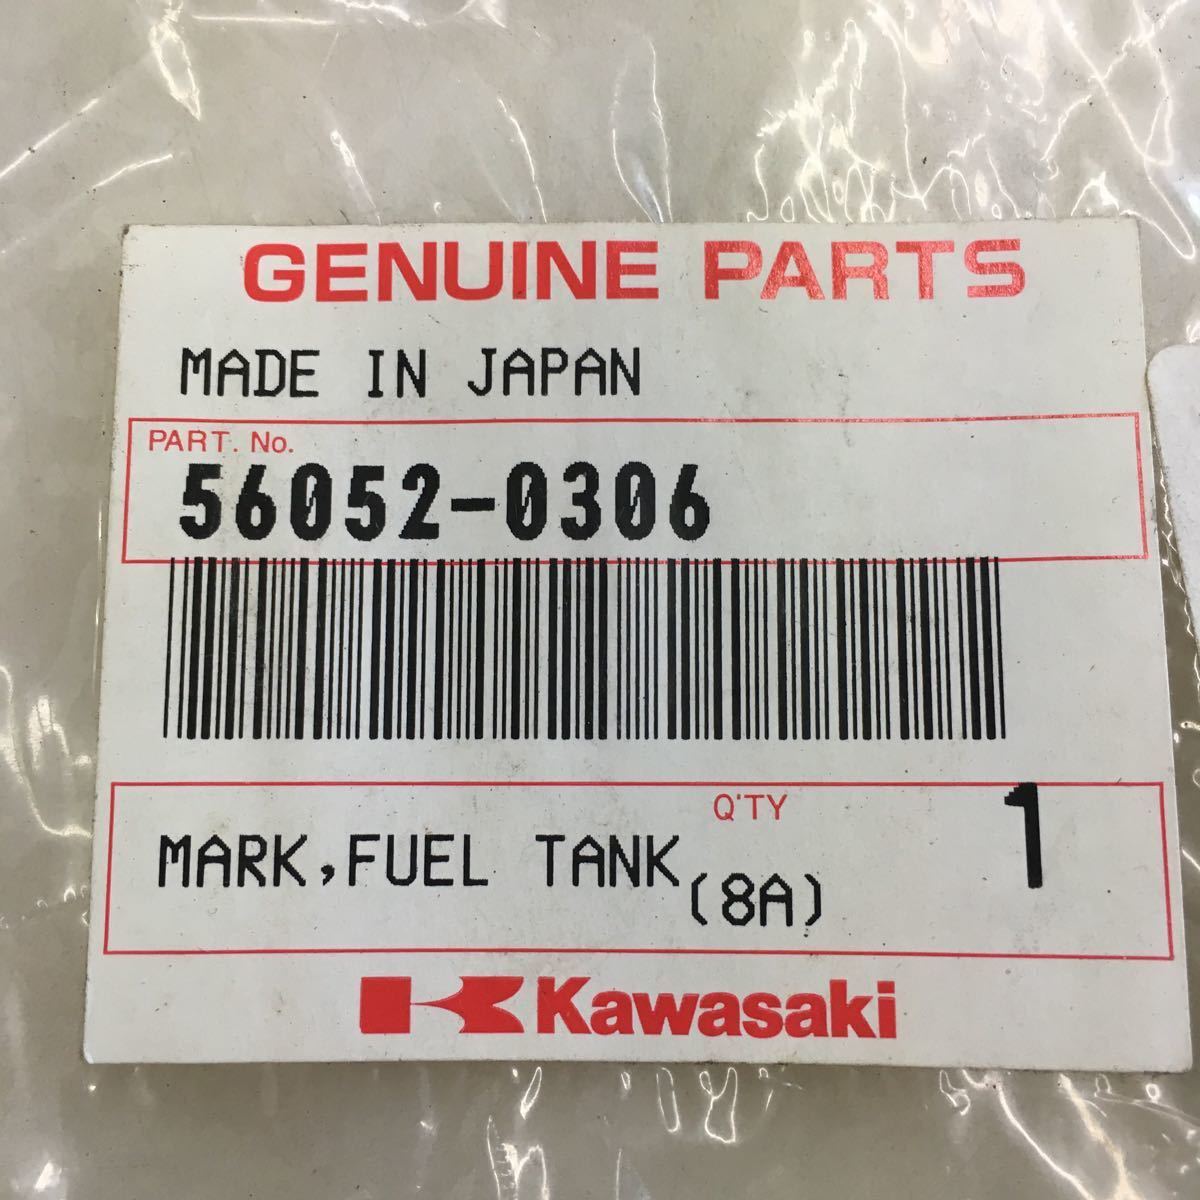 GENUINE PARTS
MADE IN JAPAN
PART. No.
56052-0306
Q'TY 1
MARK,FUEL TANK(8A)
Kawasaki